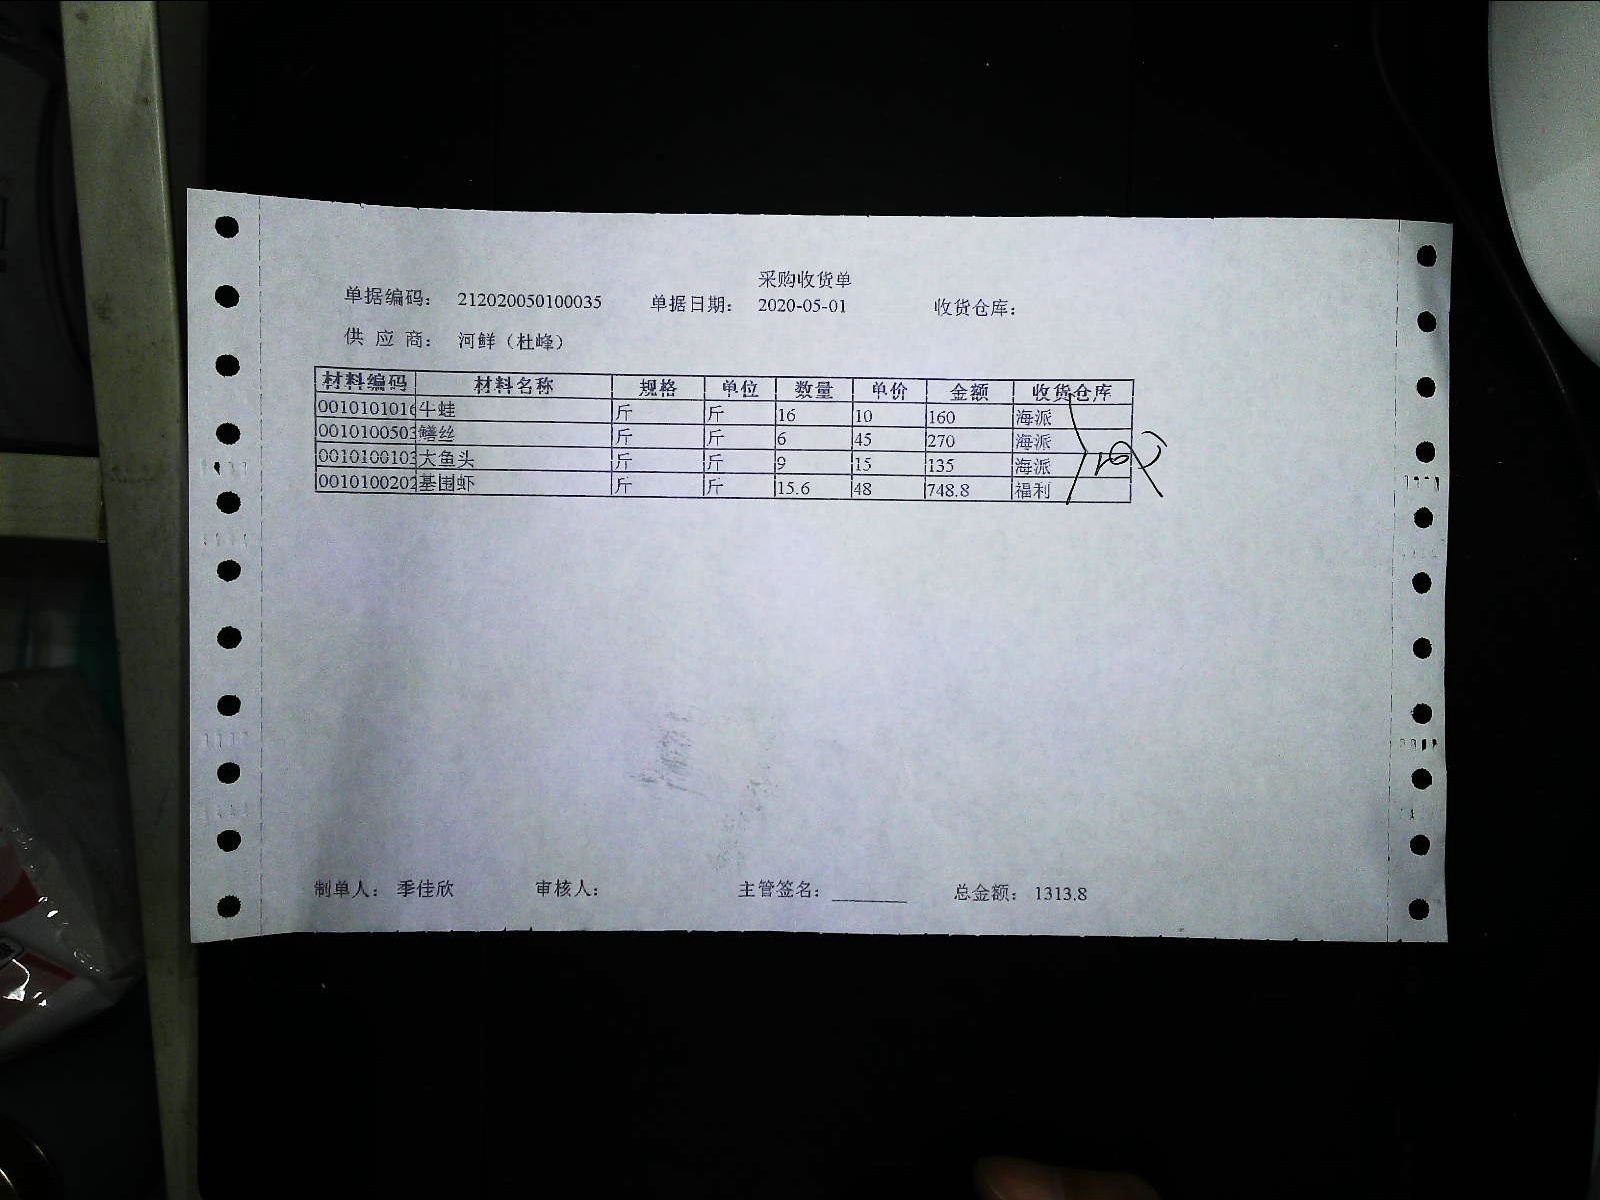 采购收货单
单据编码： 212020050100035 单据日期： 2020-05-01 收货仓库：
供 应 商： 河鲜（杜峰）
材料编码 材料名称 规格 单位 数量 单价 金额 收货仓库
0010101016 牛蛙 斤 斤 16 10 160 海派
0010100503 鳝丝 斤 斤 6 45 270 海派
0010100103 大鱼头 斤 斤 9 15 135 海派
0010100202 基围虾 斤 斤 15.6 48 748.8 福利
制单人： 季佳欣 审核人： 主管签名： ________ 总金额： 1313.8